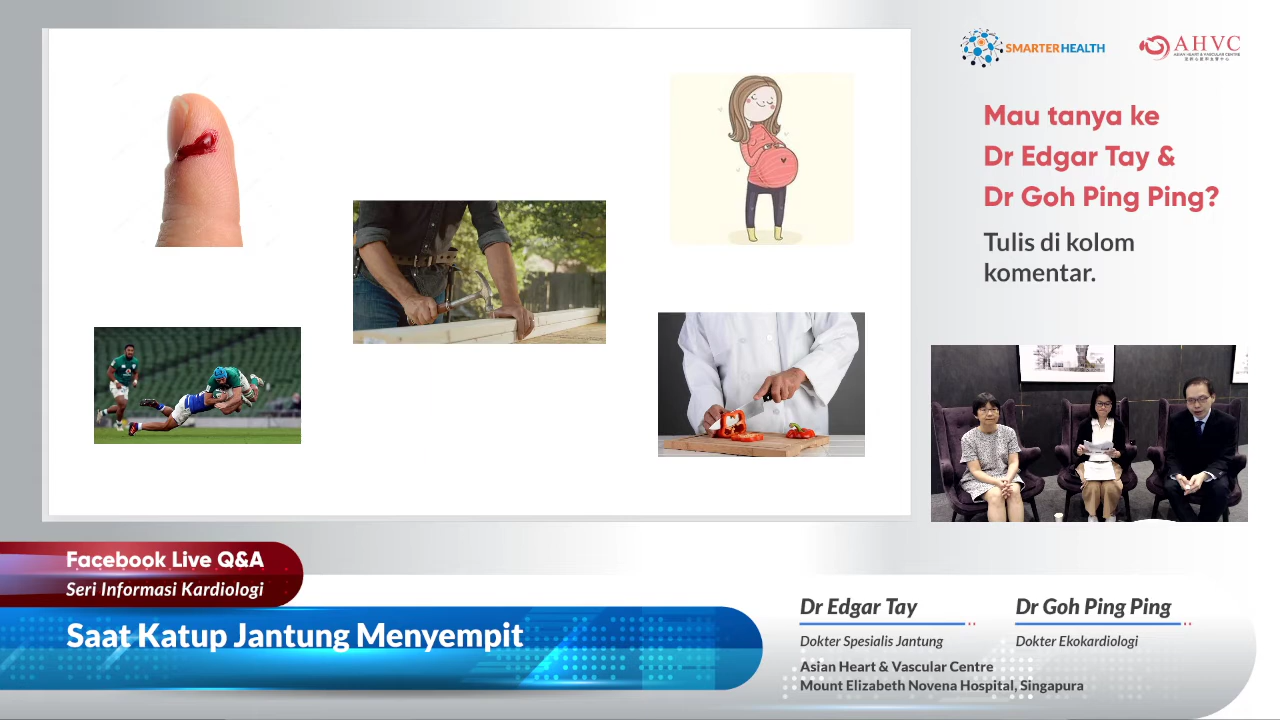 SMARTERHEALTH
AHVC
ASIAN HEART & VASCULAR CENTRE
Mau tanya ke
Dr Edgar Tay &
Dr Goh Ping Ping?
Tulis di kolom
komentar.
Facebook Live Q&A
Seri Informasi Kardiologi
Saat Katup Jantung Menyempit
Dr Edgar Tay
Dokter Spesialis Jantung
Dr Goh Ping Ping
Dokter Ekokardiologi
Asian Heart & Vascular Centre
Mount Elizabeth Novena Hospital, Singapura